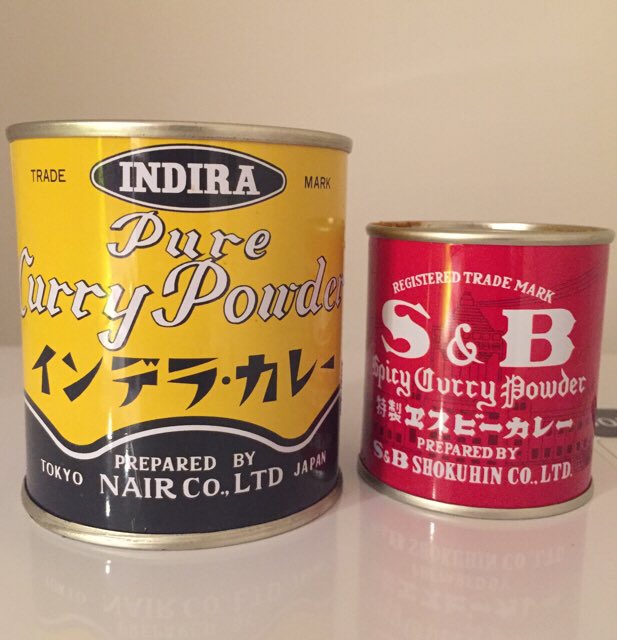 TRADE INDIRA MARK
Pure
Curry Powder
インデラ・カレー
PREPARED BY
TOKYO NAIR CO., LTD JAPAN
REGISTERED TRADE MARK
S & B
Spicy Curry Powder
特製ヱスビーカレー
PREPARED BY
S&B SHOKUHIN CO., LTD.